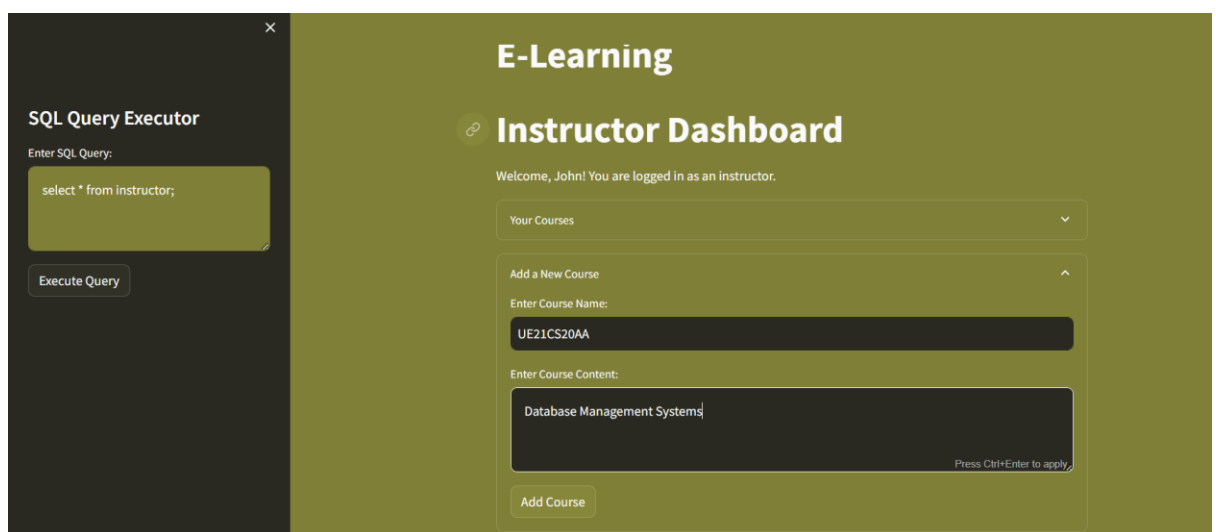 SQL Query Executor
Enter SQL Query:
select * from instructor;
Execute Query
E-Learning
Instructor Dashboard
Welcome, John! You are logged in as an instructor.
Your Courses
Add a New Course
Enter Course Name:
UE21CS20AA
Enter Course Content:
Database Management Systems
Press Ctrl+Enter to apply
Add Course